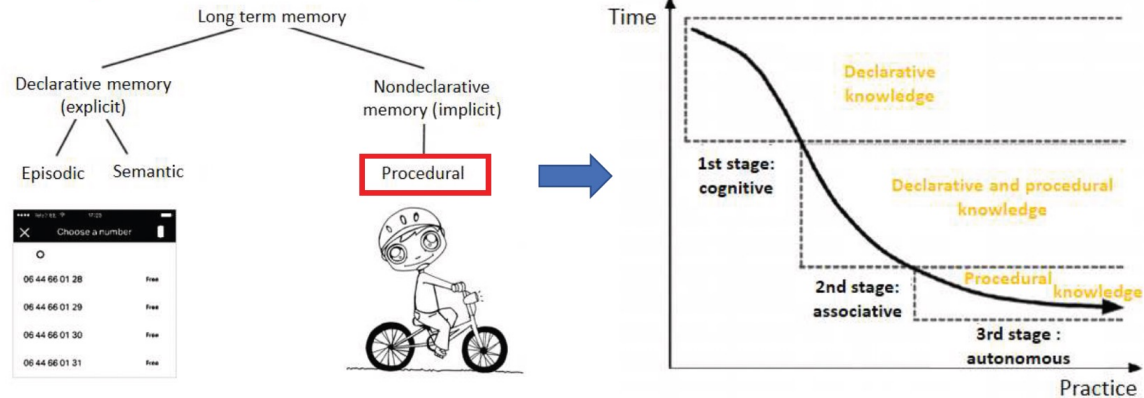 Long term memory
Declarative memory
(explicit)
Nondeclarative
memory (implicit)
Episodic
Semantic
Procedural
17:23
Choose a number
06 44 66 01 28
Free
06 44 66 01 29
Free
06 44 66 01 30
Free
06 44 66 01 31
Free
Time
Declarative
knowledge
1st stage:
cognitive
Declarative and procedural
knowledge
2nd stage:
associative
Procedural
knowledge
3rd stage :
autonomous
Practice